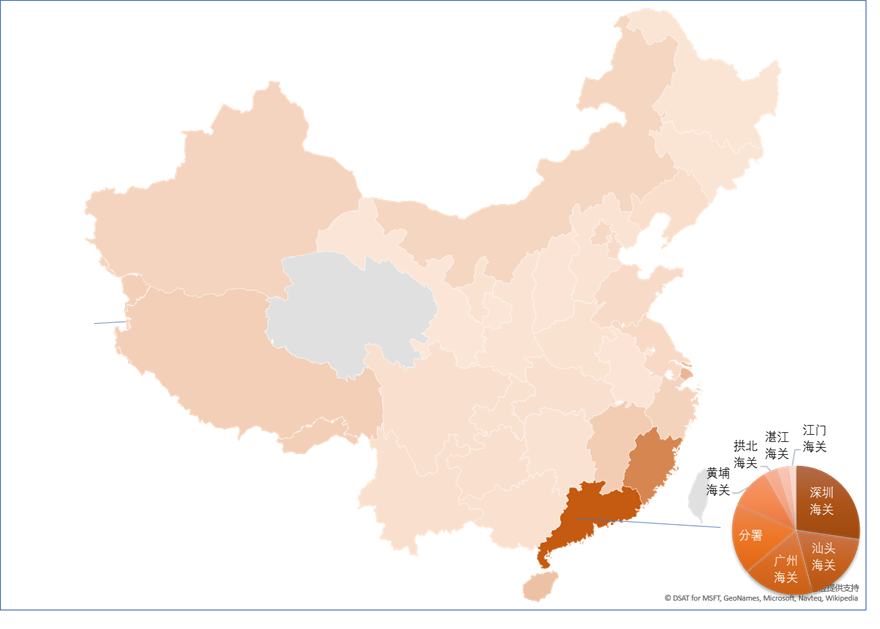 江门
海关
湛江
海关
拱北
海关
黄埔
海关
深圳
海关
分署
汕头
海关
广州
海关
提供支持
© DSAT for MSFT, GeoNames, Microsoft, Navteq, Wikipedia